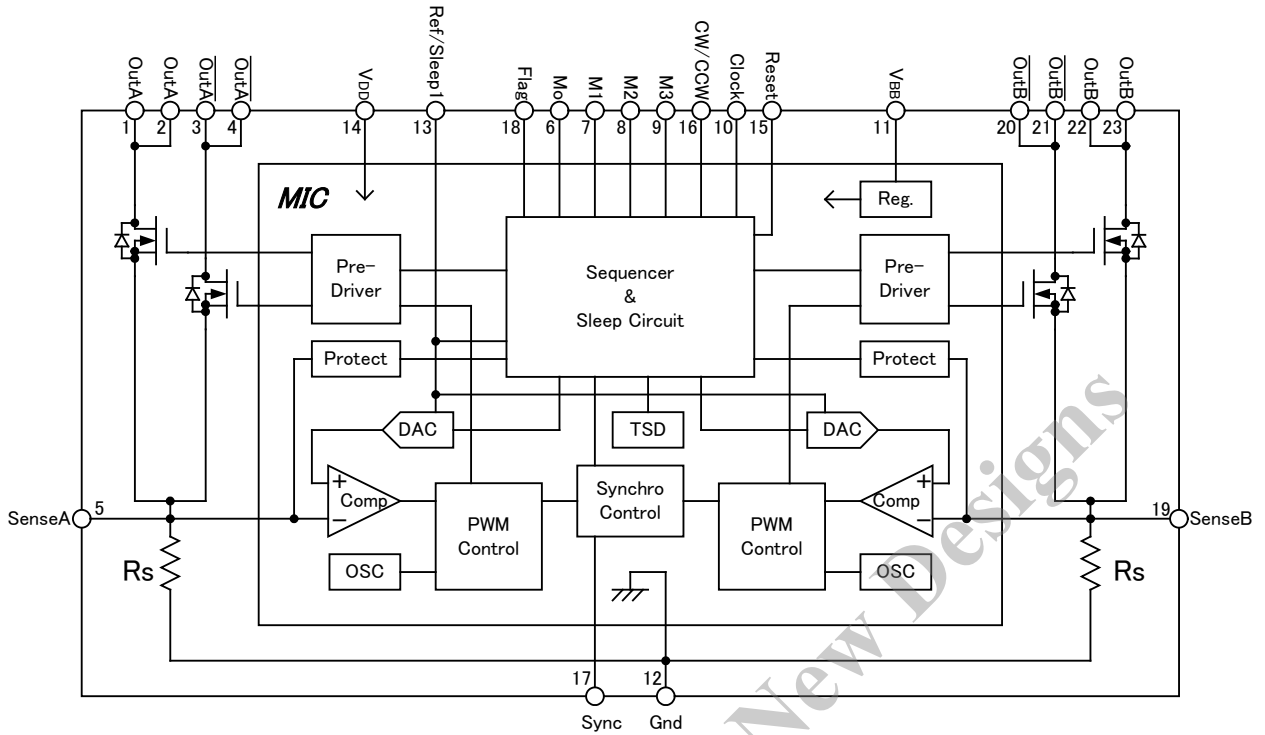 OutA
OutA
OutA
OutA
VDD
Ref/Sleep1
Flag
Mo
M1
M2
M3
CW/CCW
Clock
Reset
VBB
OutB
OutB
OutB
OutB
1
2
3
4
14
13
18
6
7
8
9
16
10
15
11
20
21
22
23
MIC
Reg.
Pre-
Driver
Sequencer
&
Sleep Circuit
Pre-
Driver
Protect
Protect
DAC
TSD
DAC
SenseA
5
+
Comp
−
PWM
Control
Synchro
Control
PWM
Control
+
Comp
−
19
SenseB
Rs
OSC
OSC
Rs
17
12
Sync
Gnd
New Designs